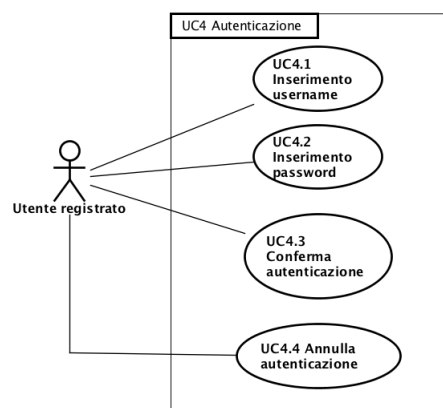 UC4 Autenticazione
UC4.1
Inserimento
username
UC4.2
Inserimento
password
Utente registrato
UC4.3
Conferma
autenticazione
UC4.4 Annulla
autenticazione